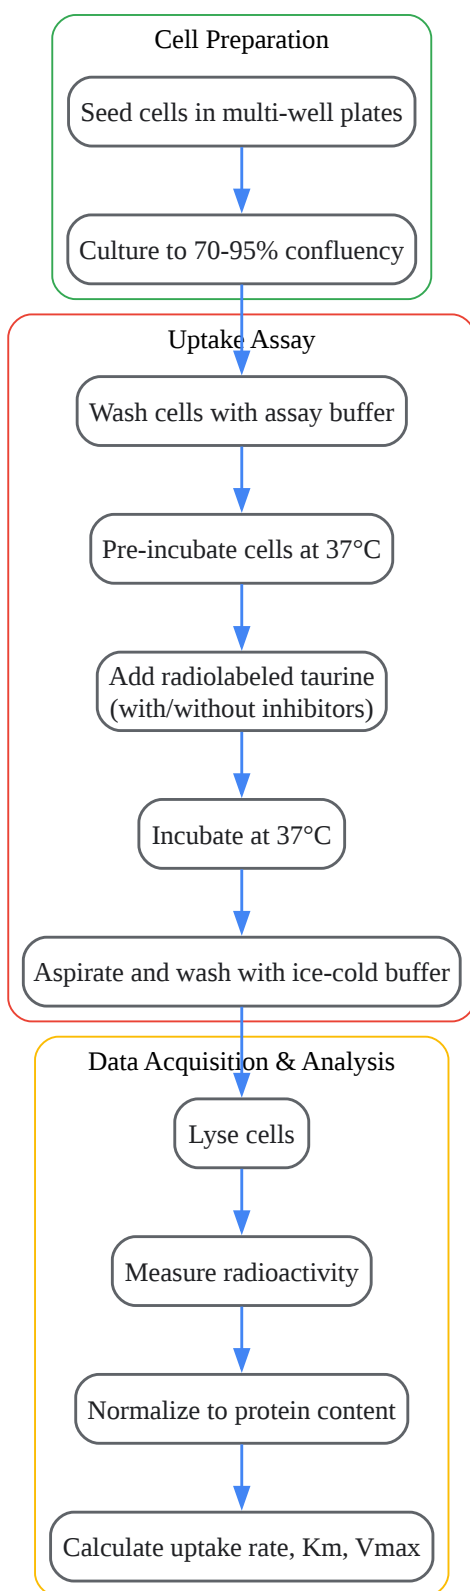 Cell Preparation
Seed cells in multi-well plates
Culture to 70-95% confluency
Uptake Assay
Wash cells with assay buffer
Pre-incubate cells at 37°C
Add radiolabeled taurine
(with/without inhibitors)
Incubate at 37°C
Aspirate and wash with ice-cold buffer
Data Acquisition & Analysis
Lyse cells
Measure radioactivity
Normalize to protein content
Calculate uptake rate, Km, Vmax